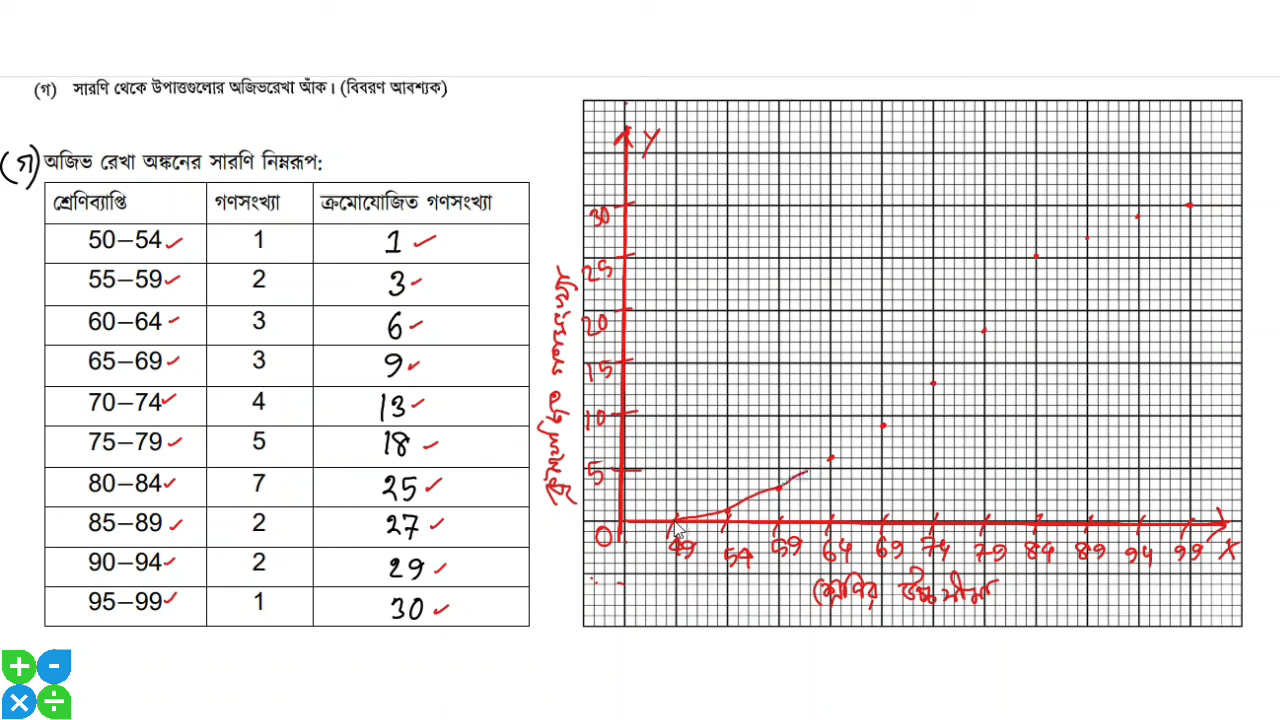 (গ) সারণি থেকে উপাত্তগুলোর অজিভরেখা আঁক। (বিবরণ আবশ্যক)
(গ) অজিভ রেখা অঙ্কনের সারণি নিম্নরূপ:
শ্রেণিব্যাপ্তি গণসংখ্যা ক্রমোযোজিত গণসংখ্যা
50–54 1 1
55–59 2 3
60–64 3 6
65–69 3 9
70–74 4 13
75–79 5 18
80–84 7 25
85–89 2 27
90–94 2 29
95–99 1 30
Y
30
25
20
15
10
5
0
ক্রমোযোজিত গণসংখ্যা
49 54 59 64 69 74 79 84 89 94 99 X
শ্রেণির উচ্চসীমা
+ -
× ÷